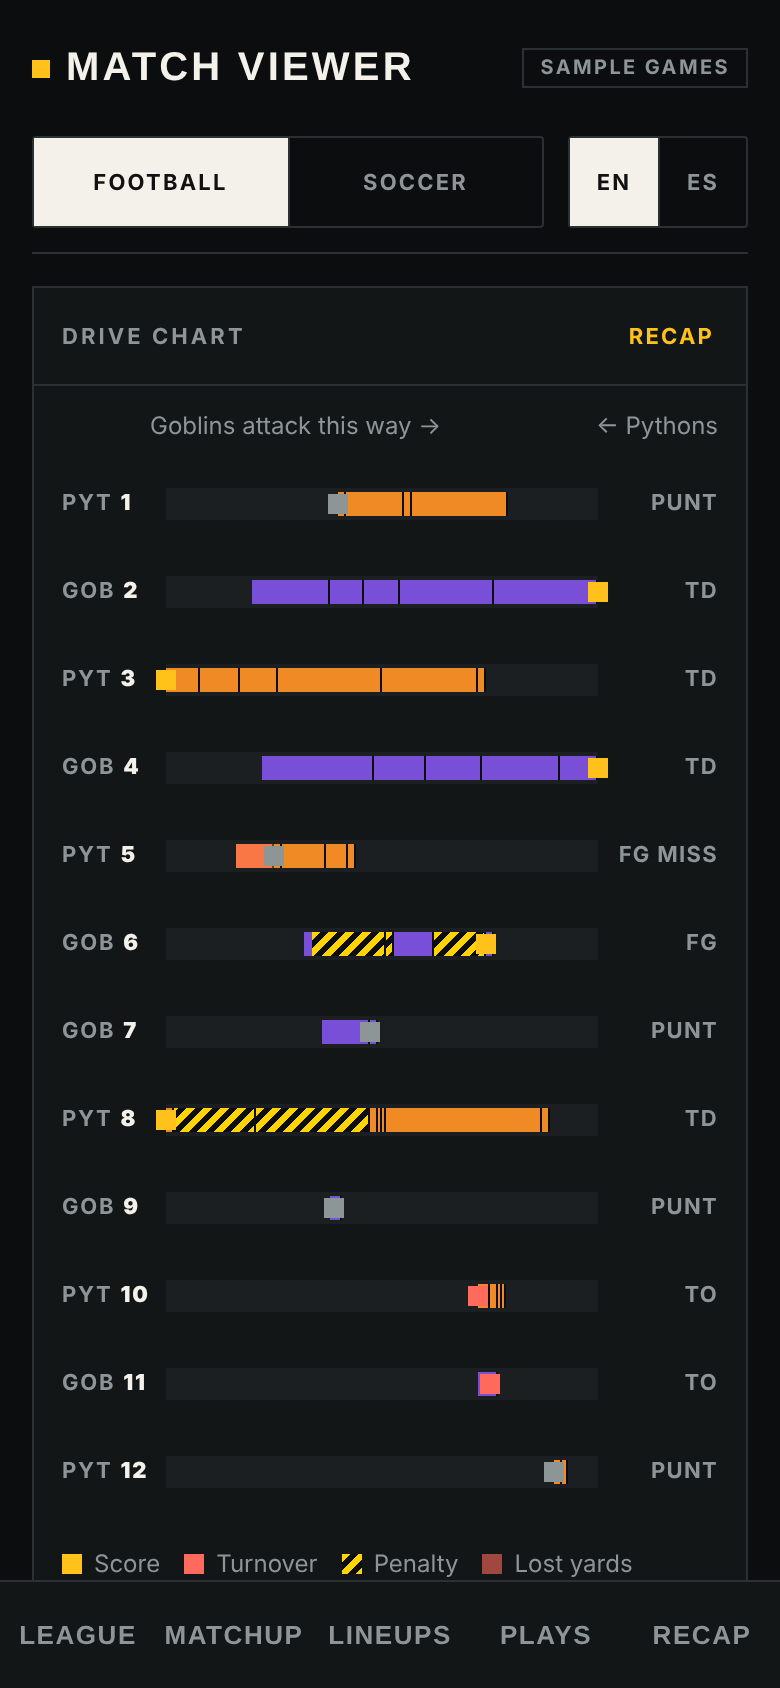 MATCH VIEWER
SAMPLE GAMES
FOOTBALL
SOCCER
EN
ES
DRIVE CHART
RECAP
Goblins attack this way →
← Pythons
PYT 1 PUNT
GOB 2 TD
PYT 3 TD
GOB 4 TD
PYT 5 FG MISS
GOB 6 FG
GOB 7 PUNT
PYT 8 TD
GOB 9 PUNT
PYT 10 TO
GOB 11 TO
PYT 12 PUNT
Score Turnover Penalty Lost yards
LEAGUE MATCHUP LINEUPS PLAYS RECAP